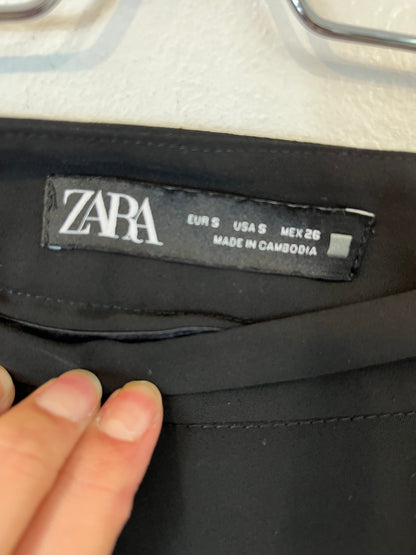 ZARA
EUR S USA S MEX 26
MADE IN CAMBODIA